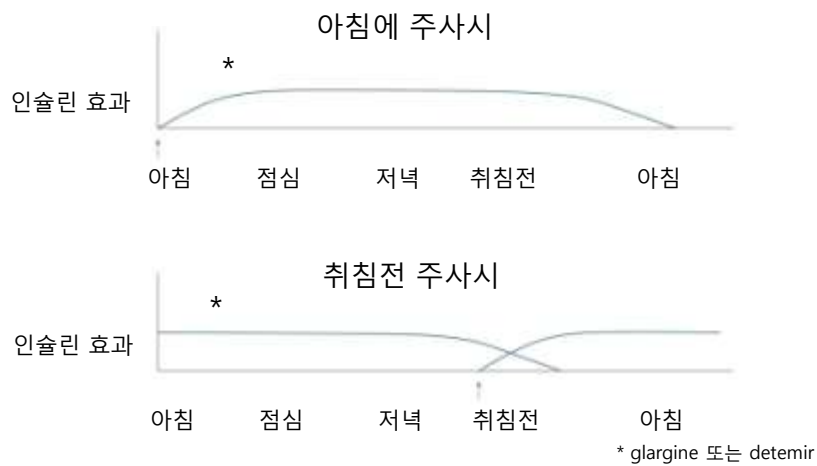 아침에 주사시
*
인슐린 효과
아침 점심 저녁 취침전 아침
취침전 주사시
*
인슐린 효과
아침 점심 저녁 취침전 아침
* glargine 또는 detemir